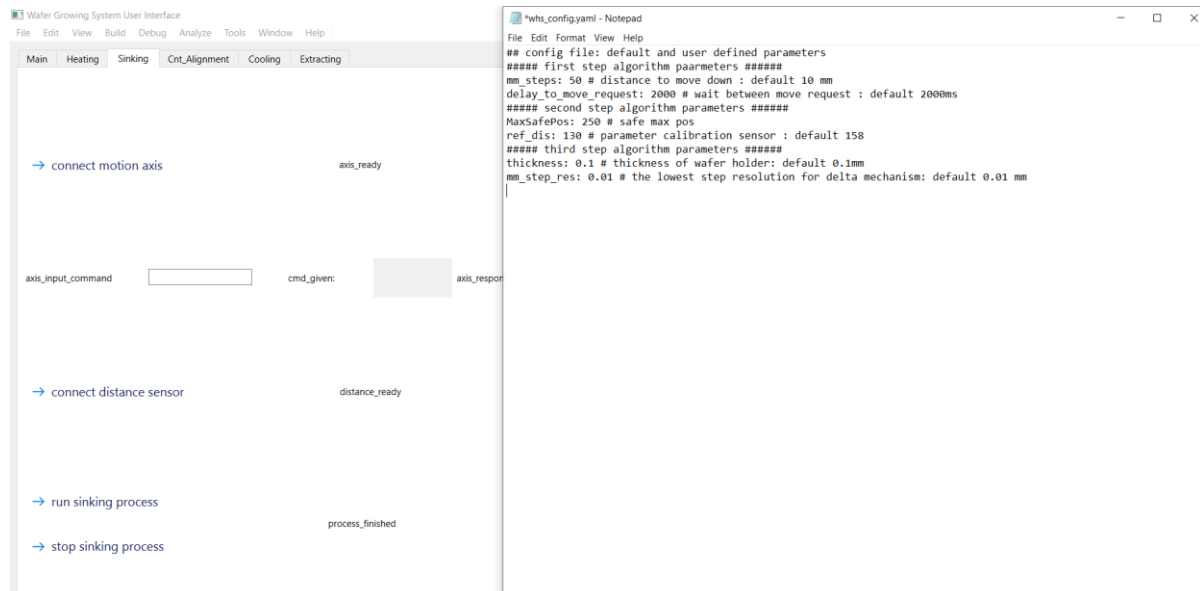 Wafer Growing System User Interface
File Edit View Build Debug Analyze Tools Window Help
Main Heating Sinking Cnt_Alignment Cooling Extracting
→ connect motion axis
axis_ready
axis_input_command
cmd_given:
axis_respon
→ connect distance sensor
distance_ready
→ run sinking process
process_finished
→ stop sinking process
*whs_config.yaml - Notepad
File Edit Format View Help
## config file: default and user defined parameters
##### first step algorithm paarmeters ######
mm_steps: 50 # distance to move down : default 10 mm
delay_to_move_request: 2000 # wait between move request : default 2000ms
##### second step algorithm parameters ######
MaxSafePos: 250 # safe max pos
ref_dis: 130 # parameter calibration sensor : default 158
##### third step algorithm parameters ######
thickness: 0.1 # thickness of wafer holder: default 0.1mm
mm_step_res: 0.01 # the lowest step resolution for delta mechanism: default 0.01 mm